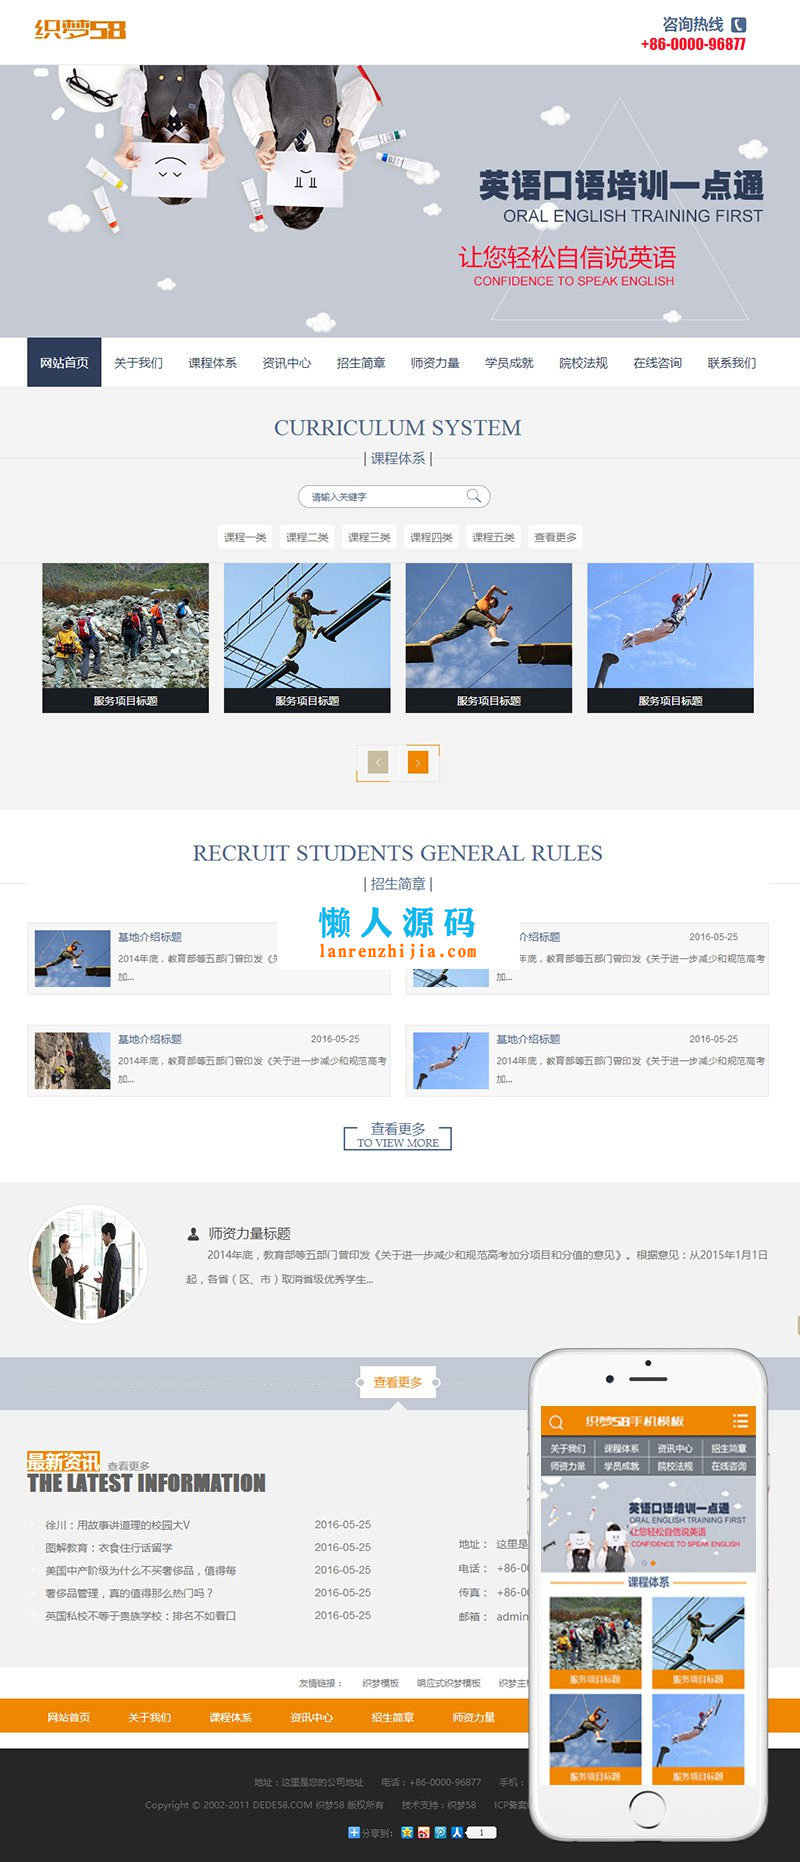 织梦58
咨询热线
+86-0000-96877
英语口语培训一点通
ORAL ENGLISH TRAINING FIRST
让您轻松自信说英语
CONFIDENCE TO SPEAK ENGLISH
网站首页 关于我们 课程体系 资讯中心 招生简章 师资力量 学员成就 院校法规 在线咨询 联系我们
CURRICULUM SYSTEM
| 课程体系 |
请输入关键字
课程一类 课程二类 课程三类 课程四类 课程五类 查看更多
服务项目标题 服务项目标题 服务项目标题 服务项目标题
RECRUIT STUDENTS GENERAL RULES
| 招生简章 |
懒人源码
lanrenzhijia.com
基地介绍标题
2014年底，教育部等五部门曾印发《关
加...
介绍标题 2016-05-25
年底，教育部等五部门曾印发《关于进一步减少和规范高考
加...
基地介绍标题 2016-05-25
2014年底，教育部等五部门曾印发《关于进一步减少和规范高考
加...
基地介绍标题 2016-05-25
2014年底，教育部等五部门曾印发《关于进一步减少和规范高考
加...
查看更多
TO VIEW MORE
师资力量标题
2014年底，教育部等五部门曾印发《关于进一步减少和规范高考加分项目和分值的意见》。根据意见：从2015年1月1日
起，各省（区、市）取消省级优秀学生...
查看更多
最新资讯 查看更多
THE LATEST INFORMATION
徐川：用故事讲道理的校园大V 2016-05-25
图解教育：衣食住行话留学 2016-05-25
美国中产阶级为什么不买奢侈品，值得每 2016-05-25
奢侈品管理，真的值得那么热门吗？ 2016-05-25
英国私校不等于贵族学校：排名不如看口 2016-05-25
地址： 这里是
电话： +86-00
传真： +86-00
邮箱： admin
友情链接： 织梦模板 响应式织梦模板 织梦主
网站首页 关于我们 课程体系 资讯中心 招生简章 师资力量
地址：这里是您的公司地址 电话：+86-0000-96877 手机：
Copyright © 2002-2011 DEDE58.COM 织梦58 版权所有 技术支持：织梦58 ICP备案
分享到： 1
织梦58手机模板
关于我们 课程体系 资讯中心 招生简章
师资力量 学员成就 院校法规 在线咨询
英语口语培训一点通
ORAL ENGLISH TRAINING FIRST
让您轻松自信说英语
CONFIDENCE TO SPEAK ENGLISH
课程体系
服务项目标题 服务项目标题
服务项目标题 服务项目标题